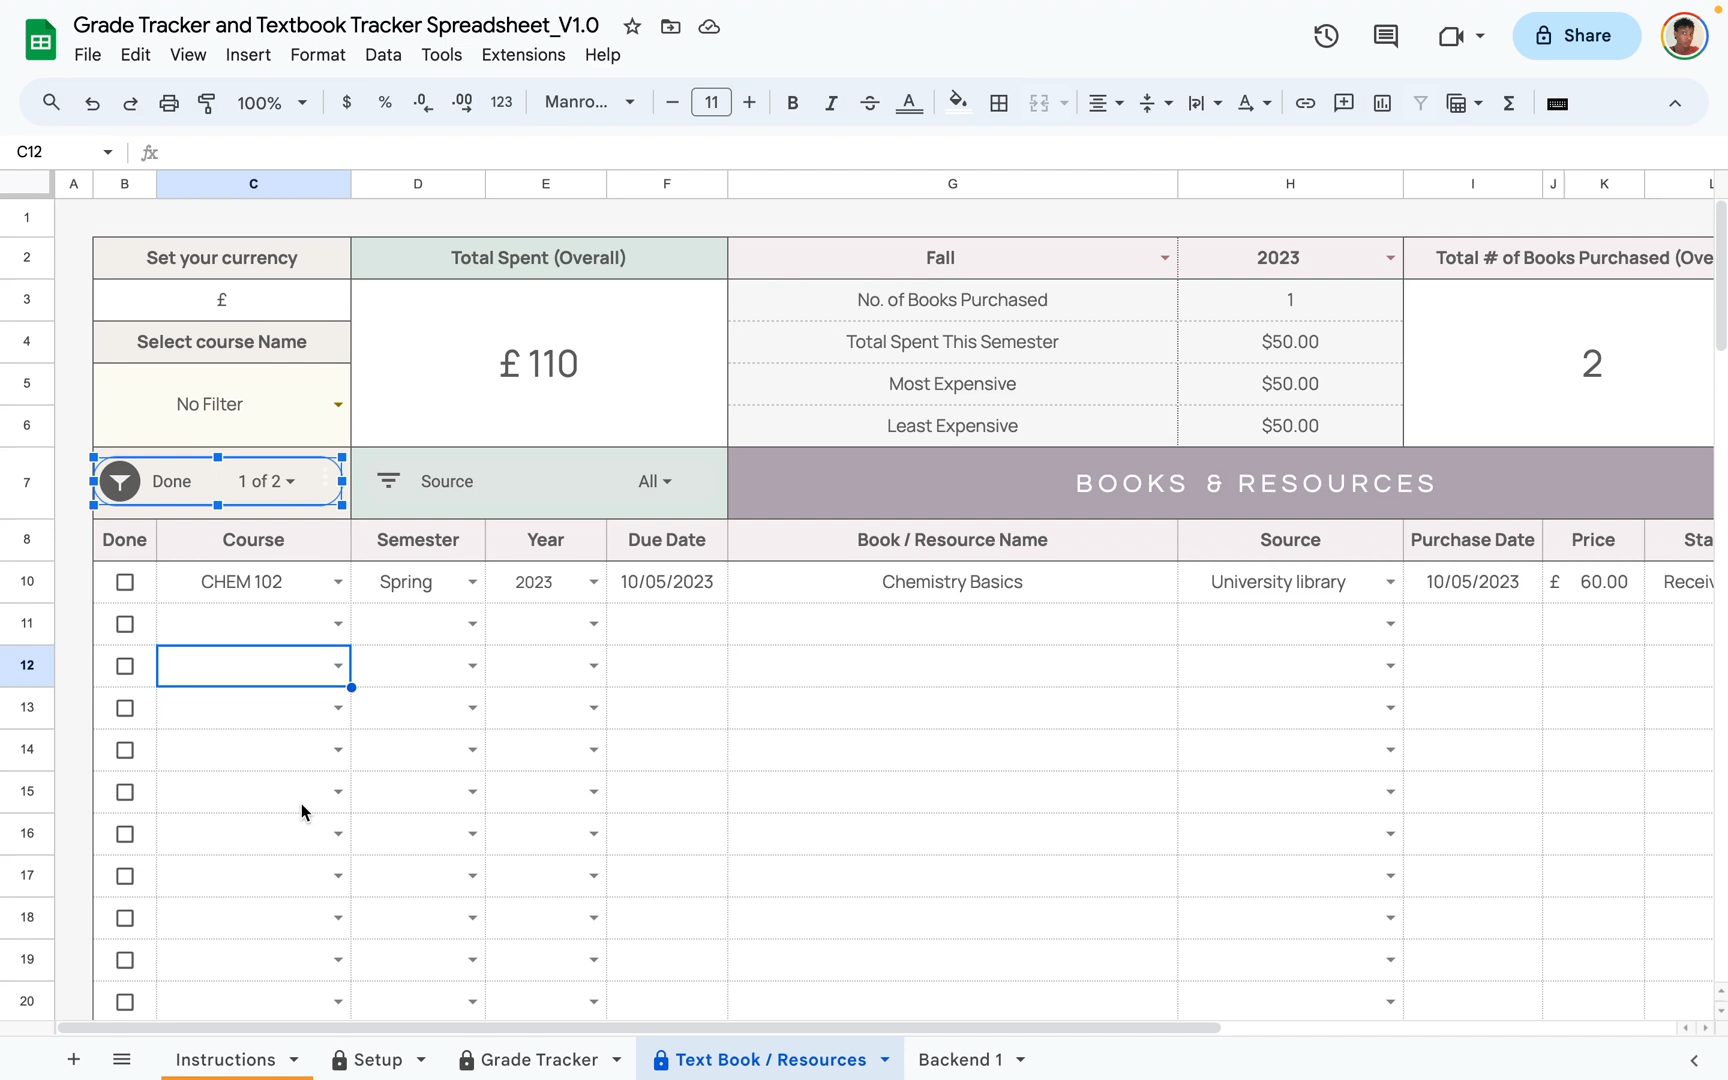 Grade Tracker and Textbook Tracker Spreadsheet_V1.0
File Edit View Insert Format Data Tools Extensions Help
Share
100% $ % .0 .00 123 Manro... 11 B I S A
C12 fx
A B C D E F G H I J K L
1
2 Set your currency Total Spent (Overall) Fall 2023 Total # of Books Purchased (Ove
3 £ No. of Books Purchased 1
4 Select course Name £ 110 Total Spent This Semester $50.00 2
5 No Filter Most Expensive $50.00
6 Least Expensive $50.00
7 Done 1 of 2 Source All BOOKS & RESOURCES
8 Done Course Semester Year Due Date Book / Resource Name Source Purchase Date Price Sta
10 CHEM 102 Spring 2023 10/05/2023 Chemistry Basics University library 10/05/2023 £ 60.00 Receiv
11
12
13
14
15
16
17
18
19
20
Instructions Setup Grade Tracker Text Book / Resources Backend 1